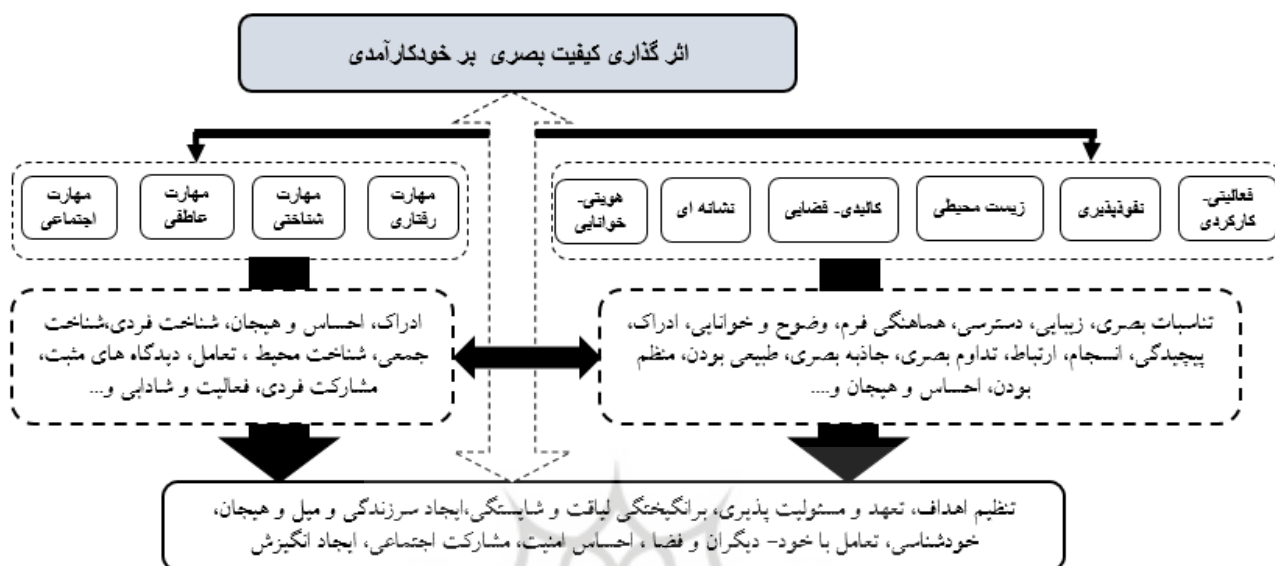 اثر گذاری کیفیت بصری بر خودکارآمدی
فعالیتی-
کارکردی
نفوذپذیری
زیست محیطی
کالبدی- فضایی
نشانه ای
هویتی-
خوانایی
مهارت
رفتاری
مهارت
شناختی
مهارت
عاطفی
مهارت
اجتماعی
تناسبات بصری، زیبایی، دسترسی، هماهنگی فرم، وضوح و خوانایی، ادراک،
پیچیدگی، انسجام، ارتباط، تداوم بصری، جاذبه بصری، طبیعی بودن، منظم
بودن، احساس و هیجان و....
ادراک، احساس و هیجان، شناخت فردی،شناخت
جمعی، شناخت محیط ، تعامل، دیدگاه های مثبت،
مشارکت فردی، فعالیت و شادابی و...
تنظیم اهداف، تعهد و مسئولیت پذیری، برانگیختگی لیاقت و شایستگی،ایجاد سرزندگی و میل و هیجان،
خودشناسی، تعامل با خود- دیگران و فضا ، احساس امنیت، مشارکت اجتماعی، ایجاد انگیزش